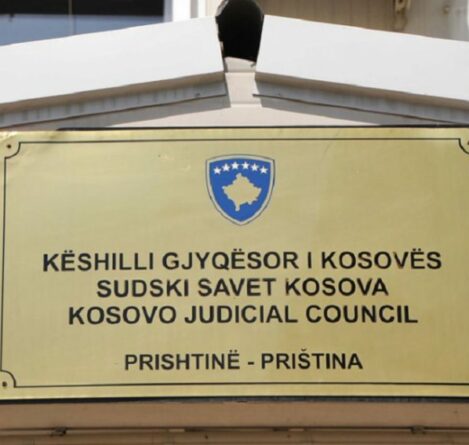 KËSHILLI GJYQËSOR I KOSOVËS
SUDSKI SAVET KOSOVA
KOSOVO JUDICIAL COUNCIL
PRISHTINË - PRIŠTINA